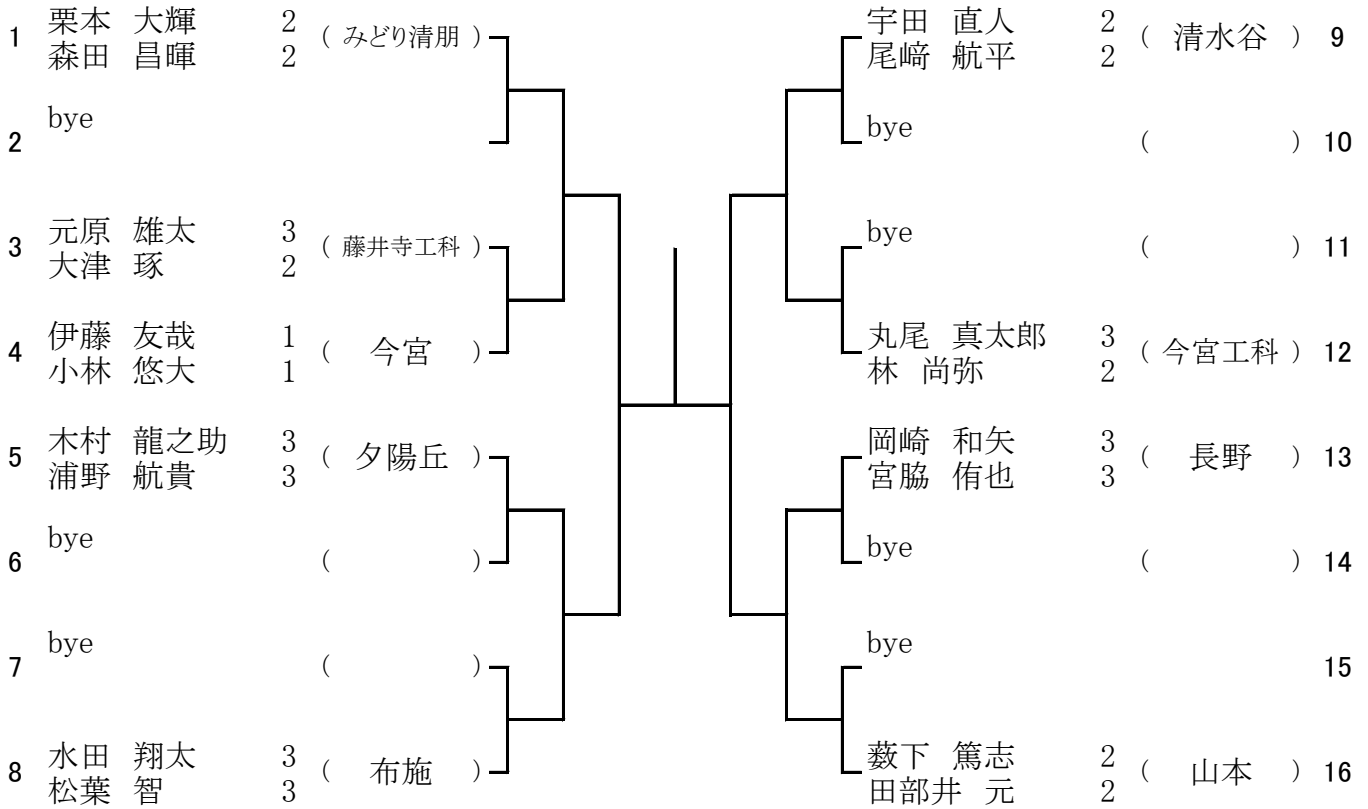 1 栗本 大輝 2 ( みどり清朋 )
森田 昌暉 2
2 bye
3 元原 雄太 3 ( 藤井寺工科 )
大津 琢 2
4 伊藤 友哉 1 ( 今宮 )
小林 悠大 1
5 木村 龍之助 3 ( 夕陽丘 )
浦野 航貴 3
6 bye ( )
7 bye ( )
8 水田 翔太 3 ( 布施 )
松葉 智 3
宇田 直人 2 ( 清水谷 ) 9
尾﨑 航平 2
bye ( ) 10
bye ( ) 11
丸尾 真太郎 3 ( 今宮工科 ) 12
林 尚弥 2
岡崎 和矢 3 ( 長野 ) 13
宮脇 侑也 3
bye ( ) 14
bye 15
薮下 篤志 2 ( 山本 ) 16
田部井 元 2